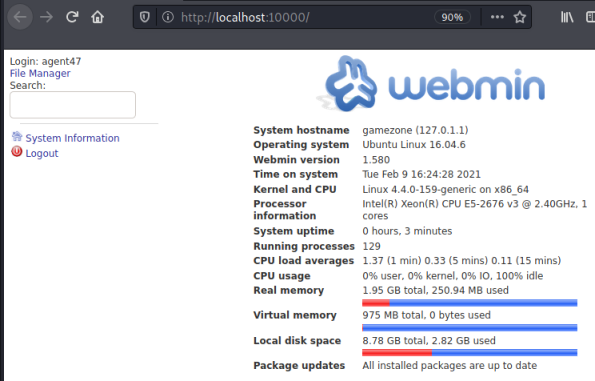 http://localhost:10000/
90%
Login: agent47
File Manager
Search:
System Information
Logout
webmin
System hostname gamezone (127.0.1.1)
Operating system Ubuntu Linux 16.04.6
Webmin version 1.580
Time on system Tue Feb 9 16:24:28 2021
Kernel and CPU Linux 4.4.0-159-generic on x86_64
Processor information Intel(R) Xeon(R) CPU E5-2676 v3 @ 2.40GHz, 1 cores
System uptime 0 hours, 3 minutes
Running processes 129
CPU load averages 1.37 (1 min) 0.33 (5 mins) 0.11 (15 mins)
CPU usage 0% user, 0% kernel, 0% IO, 100% idle
Real memory 1.95 GB total, 250.94 MB used
Virtual memory 975 MB total, 0 bytes used
Local disk space 8.78 GB total, 2.82 GB used
Package updates All installed packages are up to date